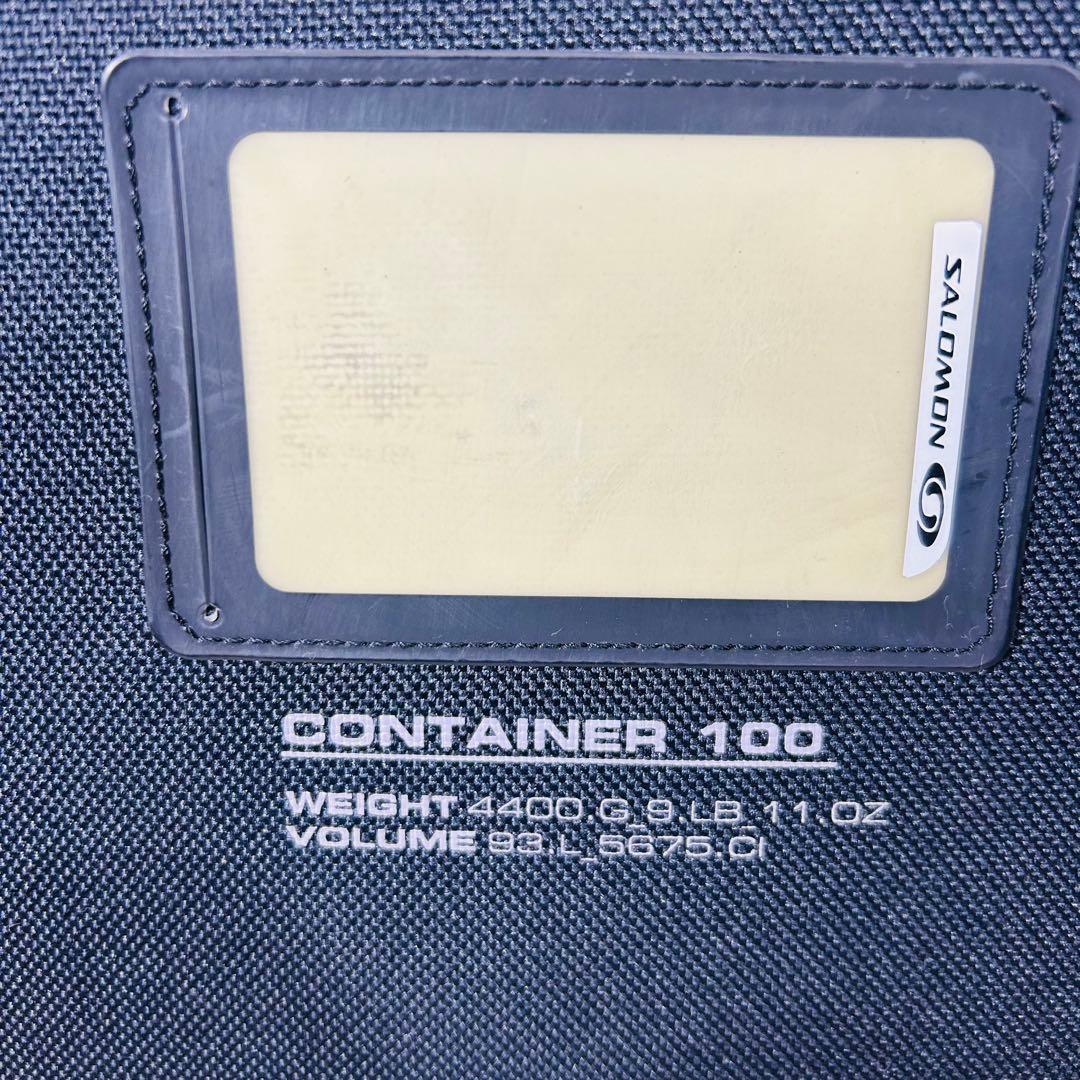 SALOMON
CONTAINER 100
WEIGHT 4400.G_9.LB_11.OZ
VOLUME 93.L_5675.CI